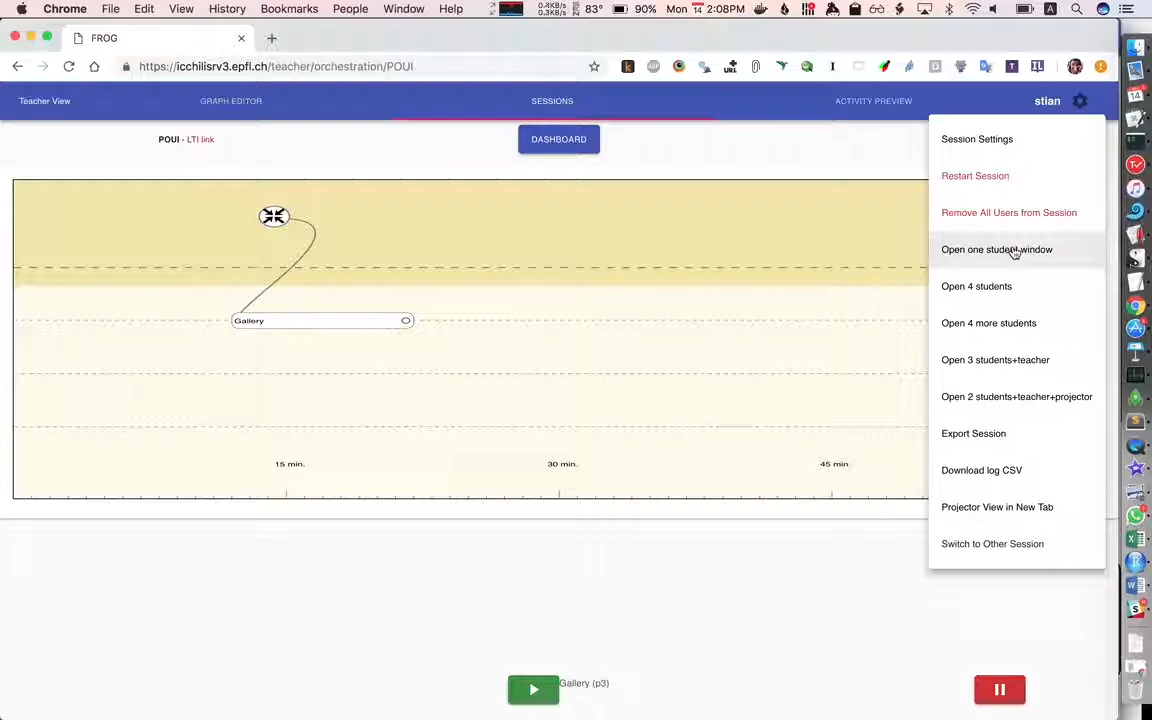 Chrome File Edit View History Bookmarks People Window Help 83° 90% Mon 14 2:08PM
FROG
https://icchilisrv3.epfl.ch/teacher/orchestration/POUI
Teacher View GRAPH EDITOR SESSIONS ACTIVITY PREVIEW stian
POUI - LTI link DASHBOARD
Session Settings
Restart Session
Remove All Users from Session
Open one student window
Open 4 students
Open 4 more students
Open 3 students+teacher
Open 2 students+teacher+projector
Export Session
Download log CSV
Projector View in New Tab
Switch to Other Session
Gallery
15 min. 30 min. 45 min
Gallery (p3)